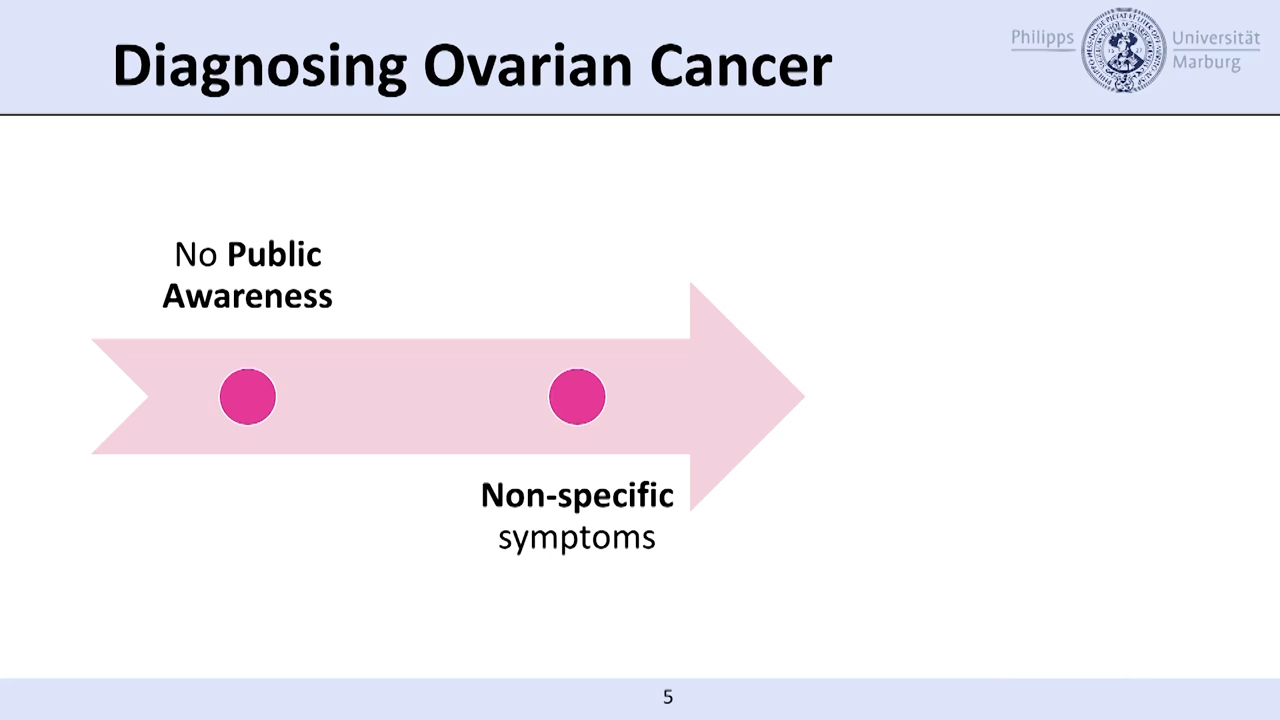 Diagnosing Ovarian Cancer
Philipps
Universität
Marburg
No Public
Awareness
Non-specific
symptoms
5